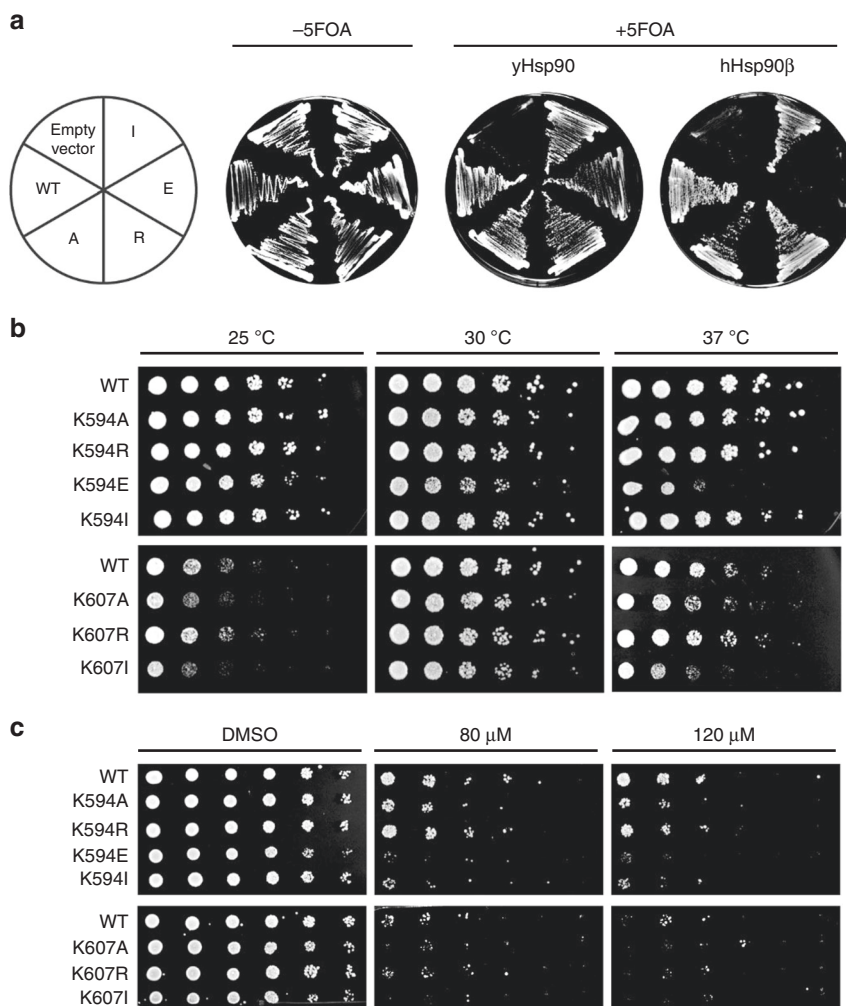 a
–5FOA
+5FOA
yHsp90
hHsp90β
Empty
vector
I
WT
E
A
R
b
25 °C
30 °C
37 °C
WT
K594A
K594R
K594E
K594I
WT
K607A
K607R
K607I
c
DMSO
80 μM
120 μM
WT
K594A
K594R
K594E
K594I
WT
K607A
K607R
K607I